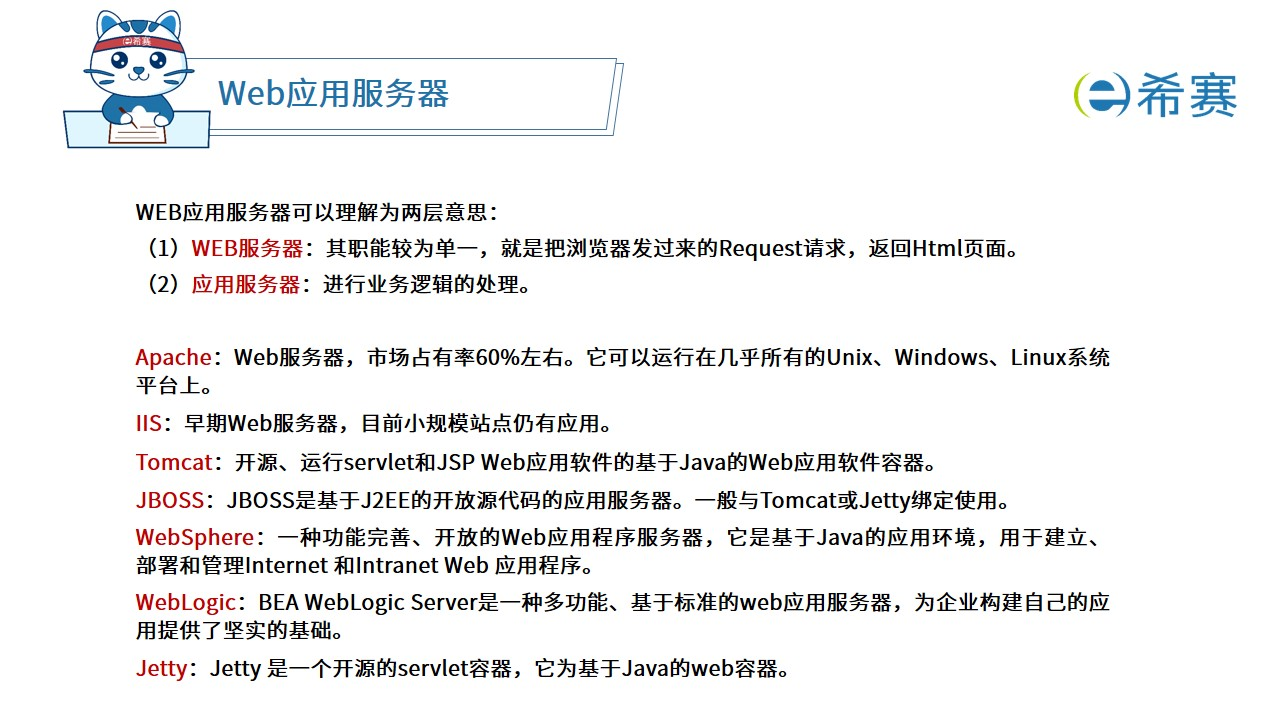 希赛
Web应用服务器
希赛
WEB应用服务器可以理解为两层意思：
（1）WEB服务器：其职能较为单一，就是把浏览器发过来的Request请求，返回Html页面。
（2）应用服务器：进行业务逻辑的处理。
Apache：Web服务器，市场占有率60%左右。它可以运行在几乎所有的Unix、Windows、Linux系统
平台上。
IIS：早期Web服务器，目前小规模站点仍有应用。
Tomcat：开源、运行servlet和JSP Web应用软件的基于Java的Web应用软件容器。
JBOSS：JBOSS是基于J2EE的开放源代码的应用服务器。一般与Tomcat或Jetty绑定使用。
WebSphere：一种功能完善、开放的Web应用程序服务器，它是基于Java的应用环境，用于建立、
部署和管理Internet 和Intranet Web 应用程序。
WebLogic：BEA WebLogic Server是一种多功能、基于标准的web应用服务器，为企业构建自己的应
用提供了坚实的基础。
Jetty：Jetty 是一个开源的servlet容器，它为基于Java的web容器。